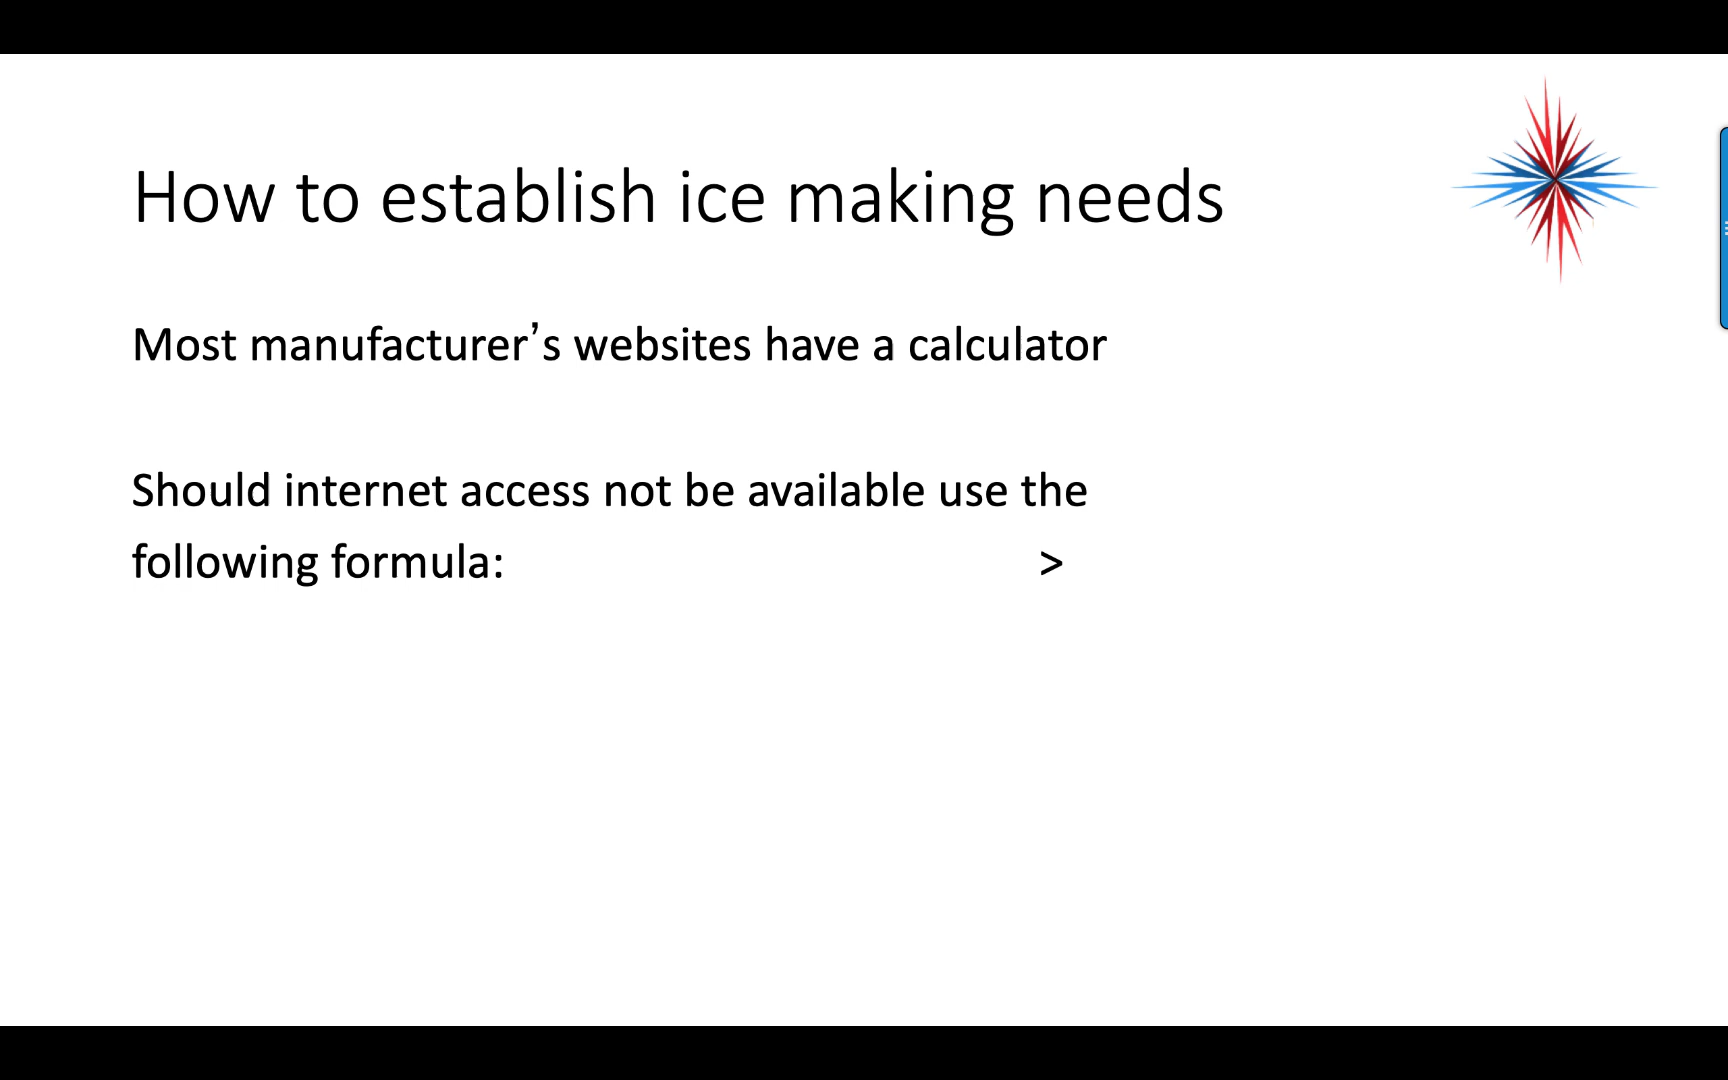 How to establish ice making needs
Most manufacturer’s websites have a calculator
Should internet access not be available use the
following formula: >